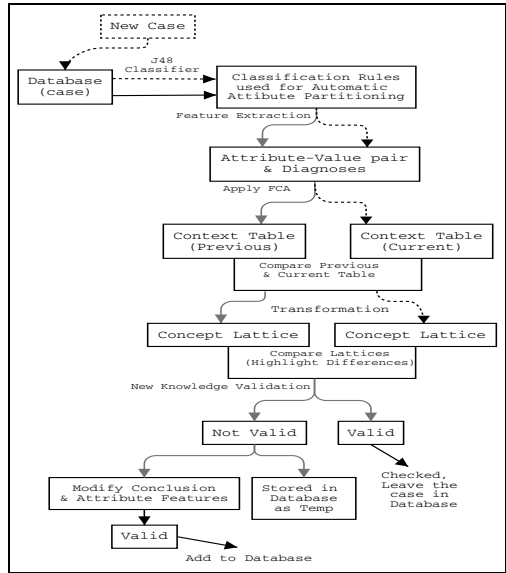 New Case
J48
Classifier
Database
(case)
Classification Rules
used for Automatic
Attibute Partitioning
Feature Extraction
Attribute-Value pair
& Diagnoses
Apply FCA
Context Table
(Previous)
Context Table
(Current)
Compare Previous
& Current Table
Transformation
Concept Lattice
Concept Lattice
Compare Lattices
(Highlight Differences)
New Knowledge Validation
Not Valid
Valid
Modify Conclusion
& Attribute Features
Stored in
Database
as Temp
Checked,
Leave the
case in
Database
Valid
Add to Database